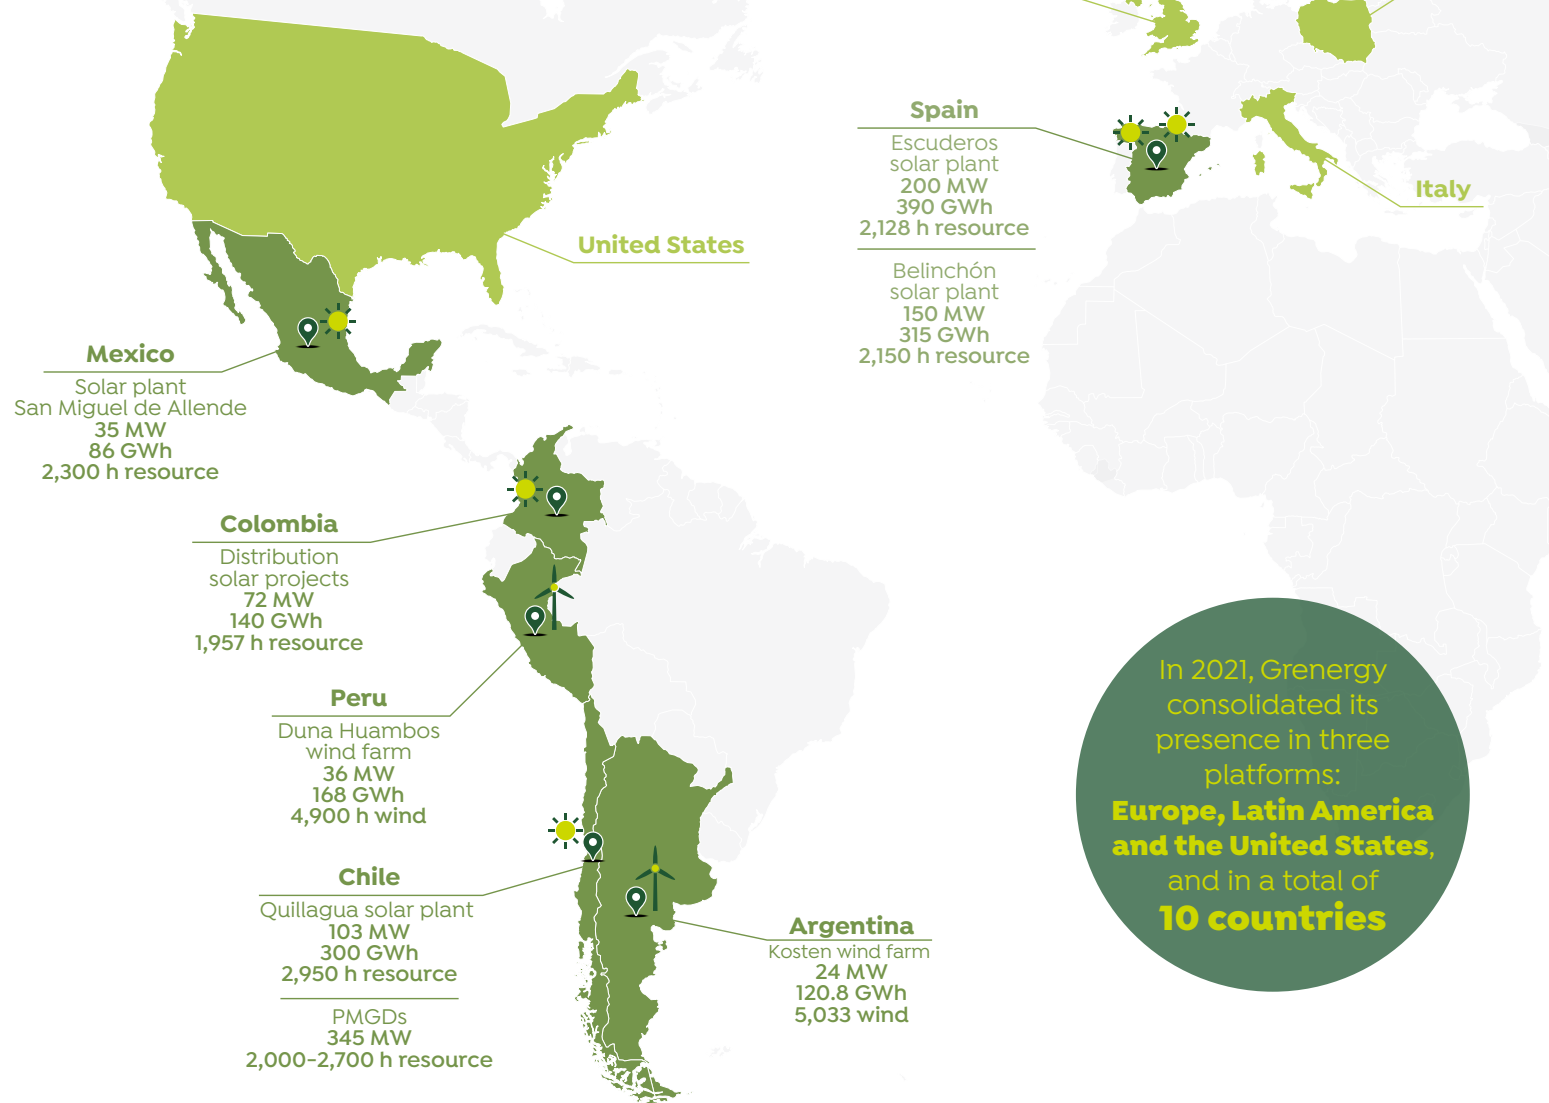 United States
Mexico
Solar plant
San Miguel de Allende
35 MW
86 GWh
2,300 h resource
Colombia
Distribution
solar projects
72 MW
140 GWh
1,957 h resource
Peru
Duna Huambos
wind farm
36 MW
168 GWh
4,900 h wind
Chile
Quillagua solar plant
103 MW
300 GWh
2,950 h resource
PMGDs
345 MW
2,000-2,700 h resource
Argentina
Kosten wind farm
24 MW
120.8 GWh
5,033 wind
Spain
Escuderos
solar plant
200 MW
390 GWh
2,128 h resource
Belinchón
solar plant
150 MW
315 GWh
2,150 h resource
Italy
In 2021, Grenergy
consolidated its
presence in three
platforms:
Europe, Latin America
and the United States,
and in a total of
10 countries